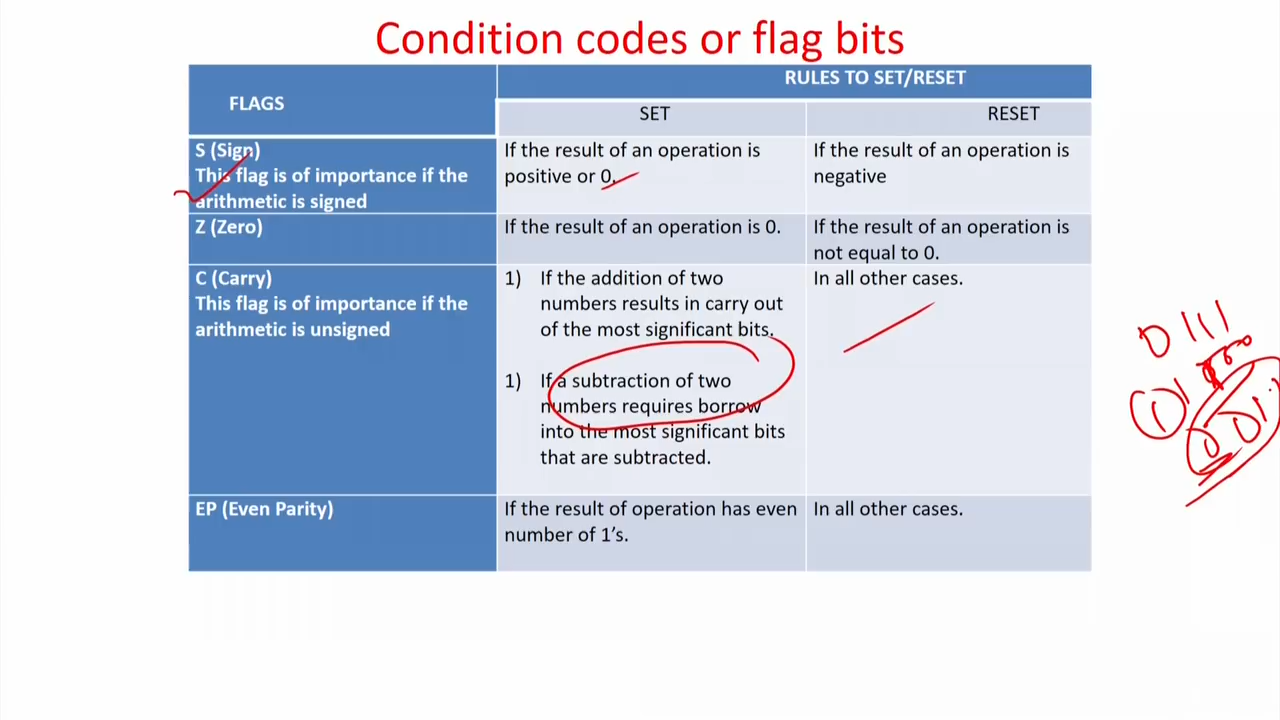 Condition codes or flag bits
FLAGS
RULES TO SET/RESET
SET
RESET
S (Sign)
This flag is of importance if the
arithmetic is signed
If the result of an operation is
positive or 0.
If the result of an operation is
negative
Z (Zero)
If the result of an operation is 0.
If the result of an operation is
not equal to 0.
C (Carry)
This flag is of importance if the
arithmetic is unsigned
1) If the addition of two
numbers results in carry out
of the most significant bits.
1) If a subtraction of two
numbers requires borrow
into the most significant bits
that are subtracted.
In all other cases.
EP (Even Parity)
If the result of operation has even
number of 1’s.
In all other cases.
0 111